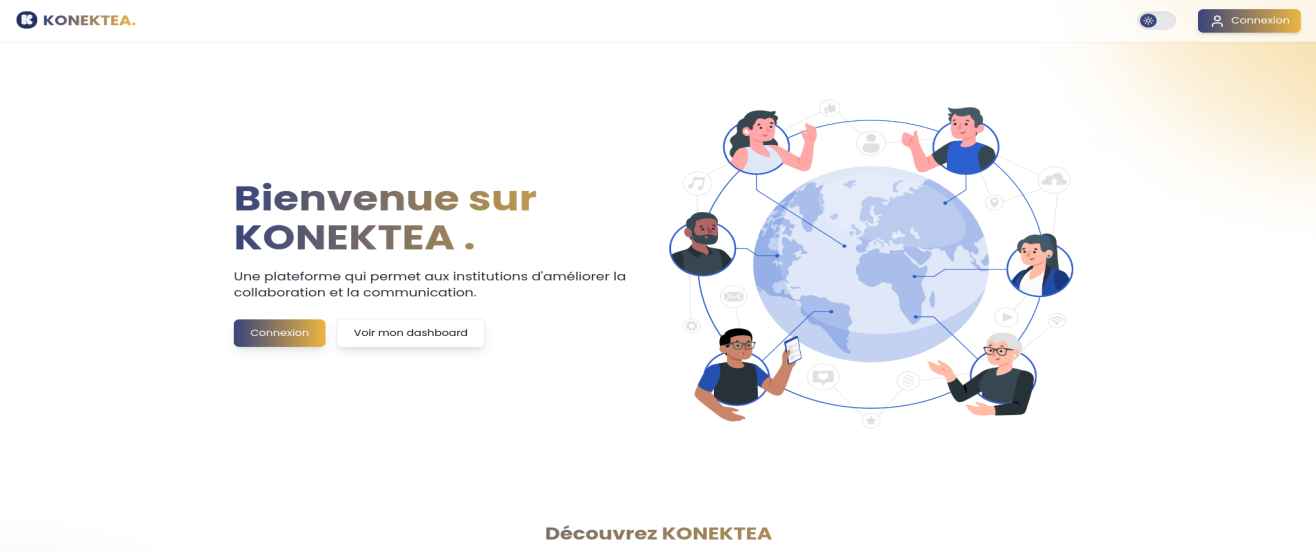 KONEKTEA.
Connexion
Bienvenue sur
KONEKTEA .
Une plateforme qui permet aux institutions d'améliorer la
collaboration et la communication.
Connexion
Voir mon dashboard
Découvrez KONEKTEA